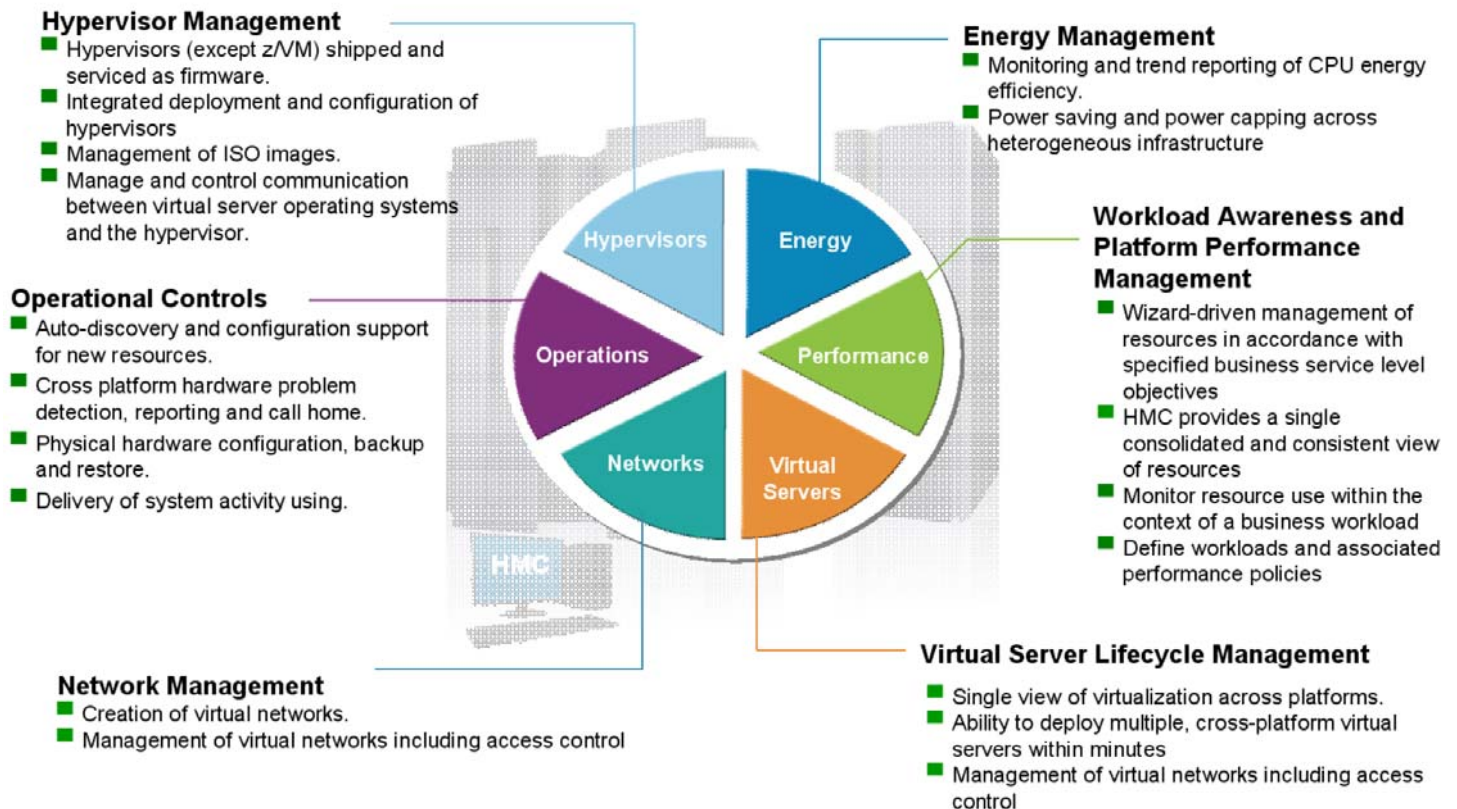 Hypervisor Management
Hypervisors (except z/VM) shipped and
serviced as firmware.
Integrated deployment and configuration of
hypervisors
Management of ISO images.
Manage and control communication
between virtual server operating systems
and the hypervisor.
Energy Management
Monitoring and trend reporting of CPU energy
efficiency.
Power saving and power capping across
heterogeneous infrastructure
Operational Controls
Auto-discovery and configuration support
for new resources.
Cross platform hardware problem
detection, reporting and call home.
Physical hardware configuration, backup
and restore.
Delivery of system activity using.
Hypervisors
Energy
Operations
Performance
Networks
Virtual
Servers
HMC
Workload Awareness and
Platform Performance
Management
Wizard-driven management of
resources in accordance with
specified business service level
objectives
HMC provides a single
consolidated and consistent view
of resources
Monitor resource use within the
context of a business workload
Define workloads and associated
performance policies
Network Management
Creation of virtual networks.
Management of virtual networks including access control
Virtual Server Lifecycle Management
Single view of virtualization across platforms.
Ability to deploy multiple, cross-platform virtual
servers within minutes
Management of virtual networks including access
control